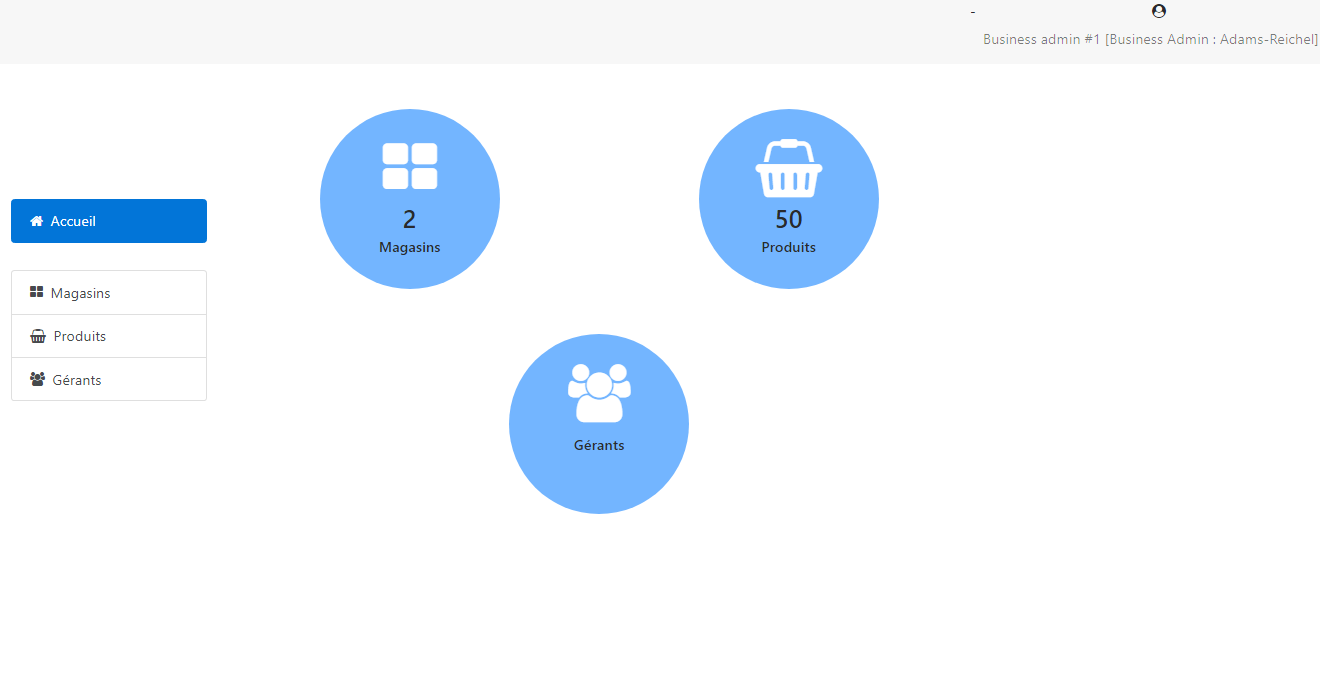 -
Business admin #1 [Business Admin : Adams-Reichel]
Accueil
Magasins
Produits
Gérants
2
Magasins
50
Produits
Gérants